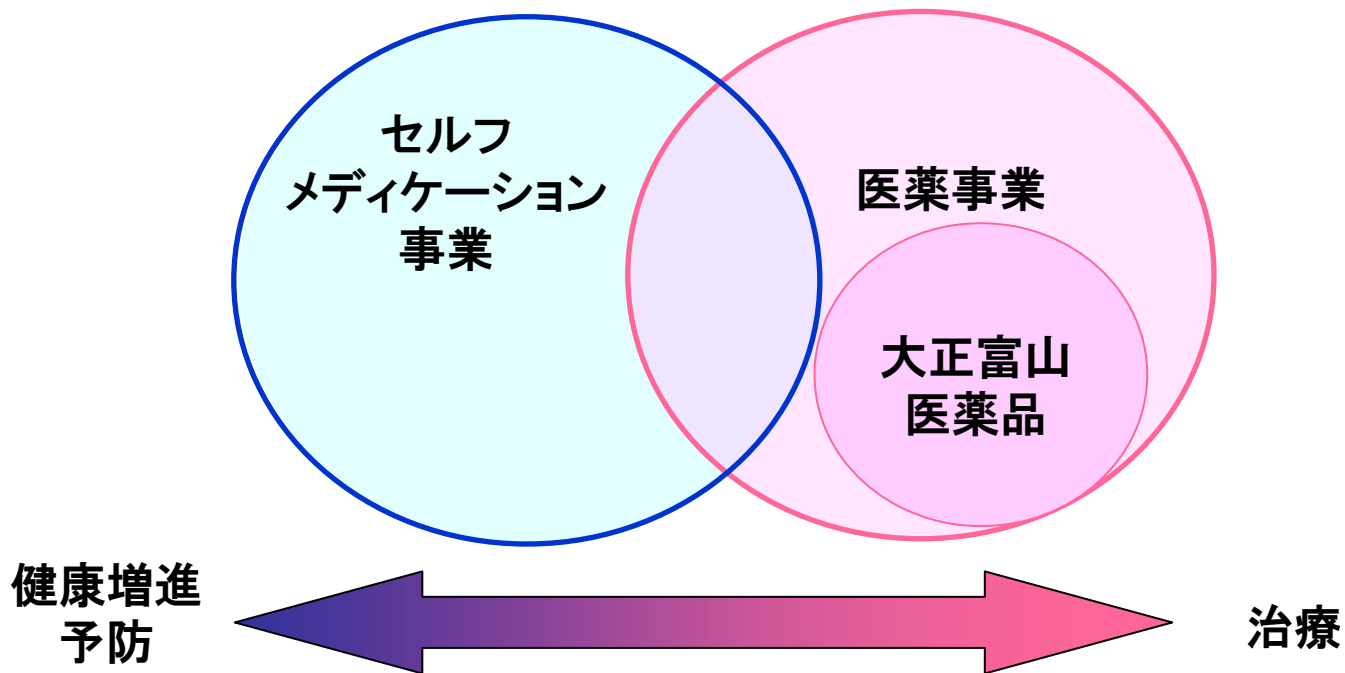 セルフ
メディケーション
事業
医薬事業
大正富山
医薬品
健康増進
予防
治療